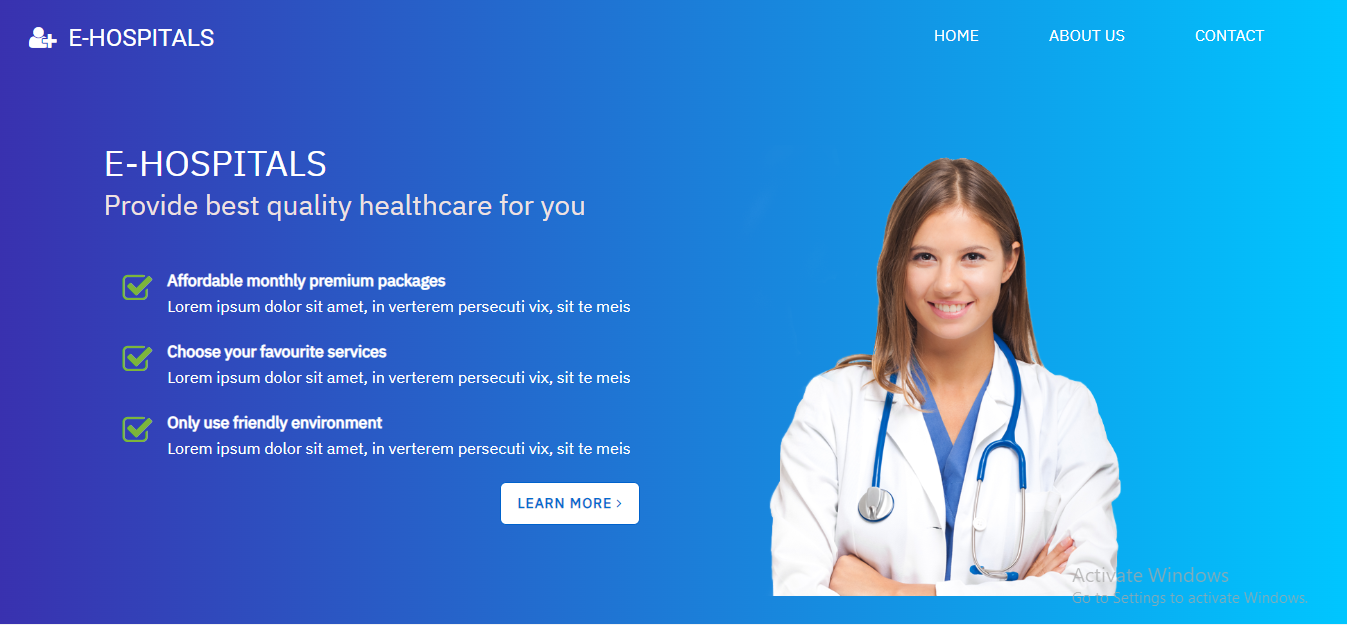 E-HOSPITALS
HOME
ABOUT US
CONTACT
E-HOSPITALS
Provide best quality healthcare for you
Affordable monthly premium packages
Lorem ipsum dolor sit amet, in verterem persecuti vix, sit te meis
Choose your favourite services
Lorem ipsum dolor sit amet, in verterem persecuti vix, sit te meis
Only use friendly environment
Lorem ipsum dolor sit amet, in verterem persecuti vix, sit te meis
LEARN MORE >
Activate Windows
Go to Settings to activate Windows.